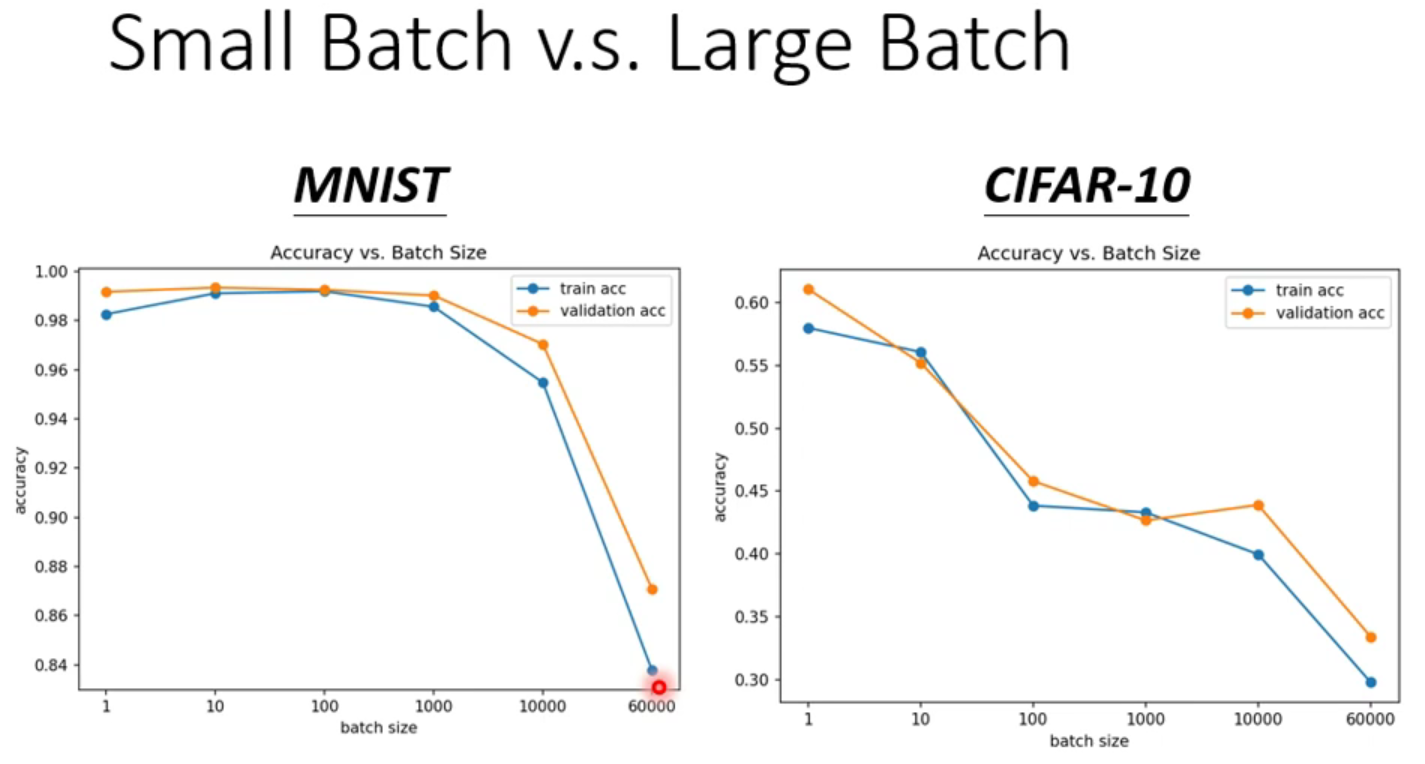 Small Batch v.s. Large Batch
MNIST
Accuracy vs. Batch Size
1.00
0.98
0.96
0.94
0.92
0.90
0.88
0.86
0.84
accuracy
train acc
validation acc
1 10 100 1000 10000 60000
batch size
CIFAR-10
Accuracy vs. Batch Size
0.60
0.55
0.50
0.45
0.40
0.35
0.30
accuracy
train acc
validation acc
1 10 100 1000 10000 60000
batch size